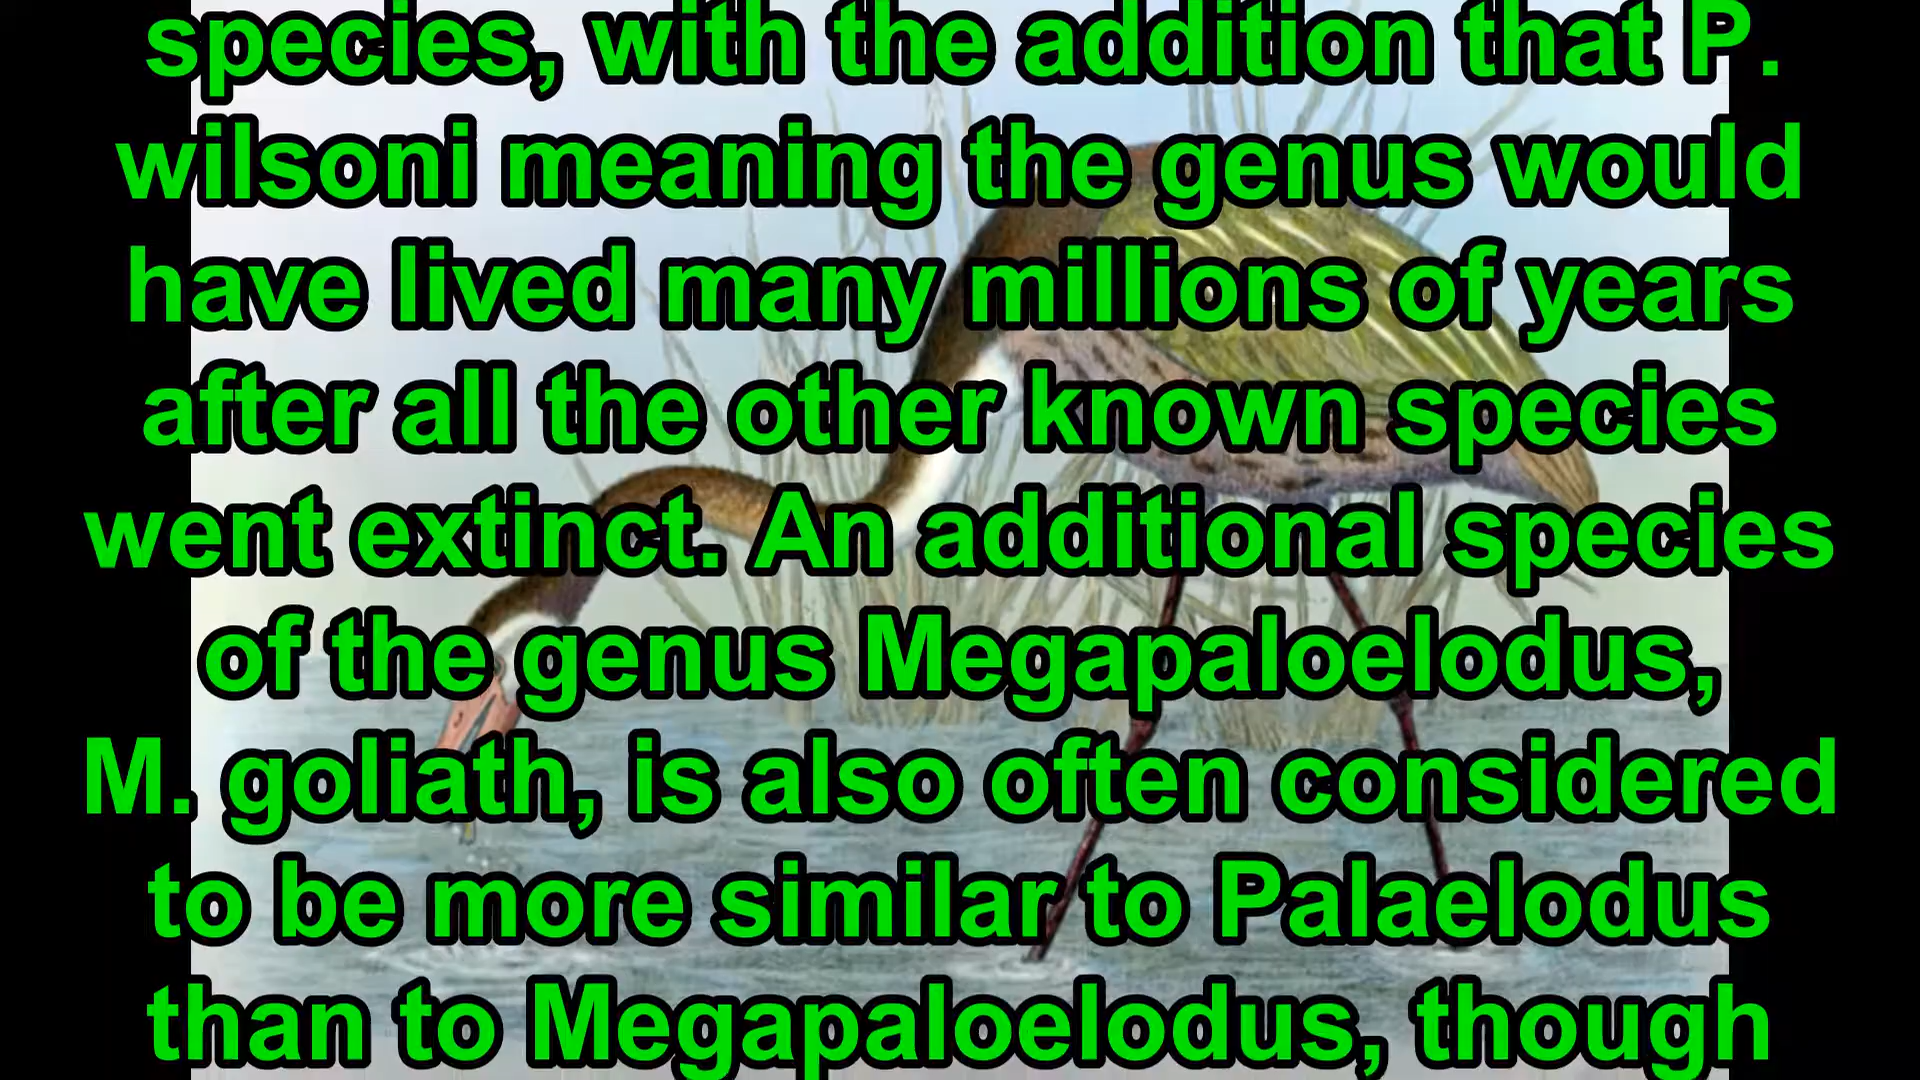 species, with the addition that P.
wilsoni meaning the genus would
have lived many millions of years
after all the other known species
went extinct. An additional species
of the genus Megapaloelodus,
M. goliath, is also often considered
to be more similar to Palaelodus
than to Megapaloelodus, though